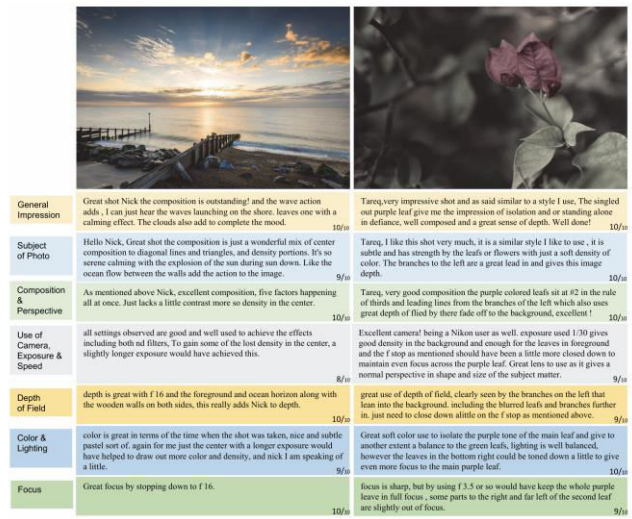 General
Impression
Great shot Nick the composition is outstanding! and the wave action
adds , I can just hear the waves launching on the shore. leaves one with a
calming effect. The clouds also add to complete the mood.
10/10
Tareq,very impressive shot and as said similar to a style I use, The singled
out purple leaf give me the impression of isolation and or standing alone
in defiance, well composed and a great sense of depth. Well done!
10/10
Subject
of Photo
Hello Nick, Great shot the composition is just a wonderful mix of center
composition to diagonal lines and triangles, and density portions. It's so
serene calming with the explosion of the sun during sun down. Like the
ocean flow between the walls add the action to the image.
9/10
Tareq, I like this shot very much, it is a similar style I like to use , it is
subtle and has strength by the leafs or flowers with just a soft density of
color. The branches to the left are a great lead in and gives this image
depth.
10/10
Composition
&
Perspective
As mentioned above Nick, excellent composition, five factors happening
all at once. Just lacks a little contrast more so density in the center.
10/10
Tareq, very good composition the purple colored leafs sit at #2 in the rule
of thirds and leading lines from the branches of the left which also uses
great depth of flied by there fade off to the background, excellent !
10/10
Use of
Camera,
Exposure &
Speed
all settings observed are good and well used to achieve the effects
including both nd filters, To gain some of the lost density in the center, a
slightly longer exposure would have achieved this.
8/10
Excellent camera! being a Nikon user as well. exposure used 1/30 gives
good density in the background and enough for the leaves in foreground
and the f stop as mentioned should have been a little more closed down to
maintain even focus across the purple leaf. Great lens to use as it gives a
normal perspective in shape and size of the subject matter.
9/10
Depth
of Field
depth is great with f 16 and the foreground and ocean horizon along with
the wooden walls on both sides, this really adds Nick to depth.
10/10
great use of depth of field, clearly seen by the branches on the left that
lean into the background. including the blurred leafs and branches further
in. just need to close down alittle on the f stop as mentioned above.
9/10
Color &
Lighting
color is great in terms of the time when the shot was taken, nice and subtle
pastel sort of. again for me just the center with a longer exposure would
have helped to draw out more color and density, and nick I am speaking of
a little.
9/10
Great soft color use to isolate the purple tone of the main leaf and give to
another extent a balance to the green leafs, lighting is well balanced,
however the leaves in the bottom right could be toned down a little to give
even more focus to the main purple leaf.
10/10
Focus
Great focus by stopping down to f 16.
10/10
focus is sharp, but by using f 3.5 or so would have keep the whole purple
leave in full focus , some parts to the right and far left of the second leaf
are slightly out of focus.
9/10